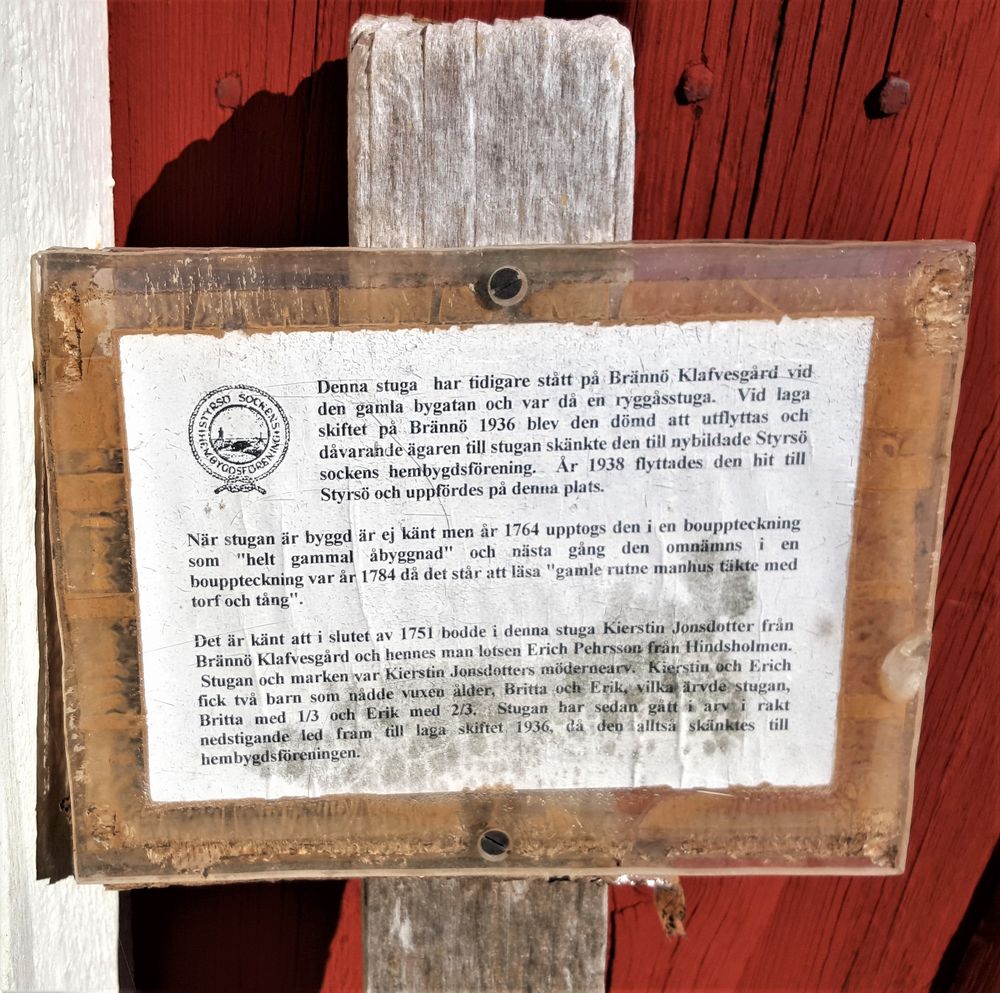 STYRSÖ SOCKENS
HEMBYGDSFÖRENING
Denna stuga har tidigare stått på Brännö Klafvesgård vid
den gamla bygatan och var då en ryggåsstuga. Vid laga
skiftet på Brännö 1936 blev den dömd att utflyttas och
dåvarande ägaren till stugan skänkte den till nybildade Styrsö
sockens hembygdsförening. År 1938 flyttades den hit till
Styrsö och uppfördes på denna plats.
När stugan är byggd är ej känt men år 1764 upptogs den i en bouppteckning
som "helt gammal åbyggnad" och nästa gång den omnämns i en
bouppteckning var år 1784 då det står att läsa "gamle rutne manhus täkte med
torf och tång".
Det är känt att i slutet av 1751 bodde i denna stuga Kierstin Jonsdotter från
Brännö Klafvesgård och hennes man lotsen Erich Pehrsson från Hindsholmen.
Stugan och marken var Kierstin Jonsdotters mödernearv. Kierstin och Erich
fick två barn som nådde vuxen ålder, Britta och Erik, vilka ärvde stugan,
Britta med 1/3 och Erik med 2/3. Stugan har sedan gått i arv i rakt
nedstigande led fram till laga skiftet 1936, då den alltså skänktes till
hembygdsföreningen.